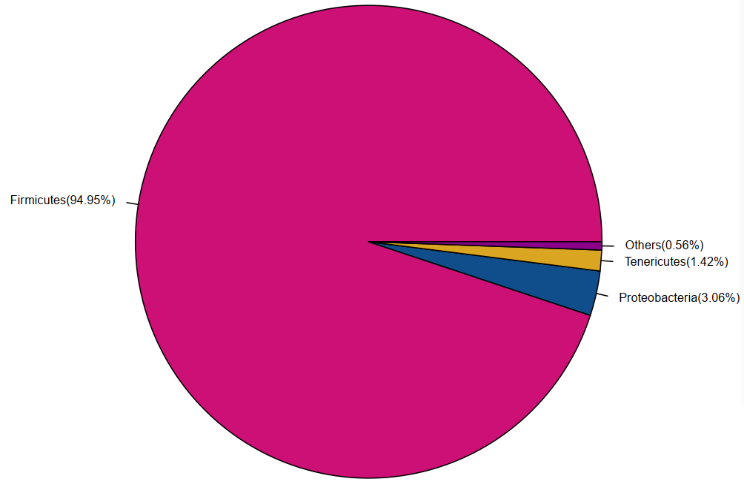 Firmicutes(94.95%)
Others(0.56%)
Tenericutes(1.42%)
Proteobacteria(3.06%)